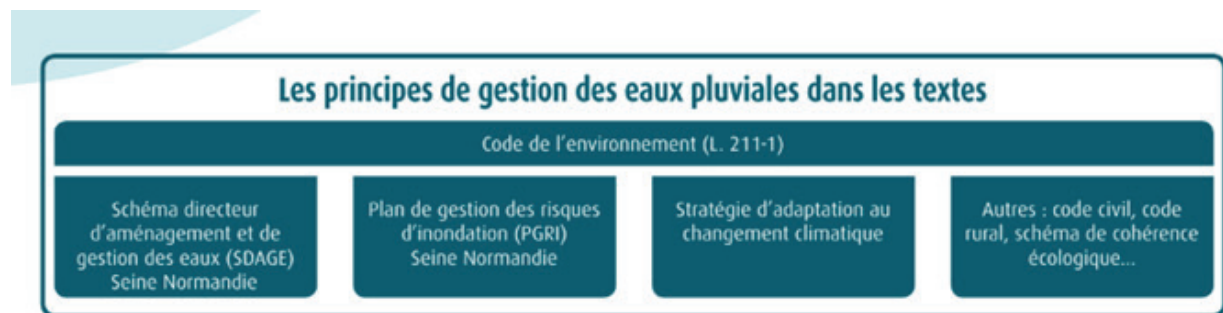 Les principes de gestion des eaux pluviales dans les textes
Code de l'environnement (L. 211-1)
Schéma directeur
d'aménagement et de
gestion des eaux (SDAGE)
Seine Normandie
Plan de gestion des risques
d'inondation (PGRI)
Seine Normandie
Stratégie d'adaptation au
changement climatique
Autres : code civil, code
rural, schéma de cohérence
écologique...